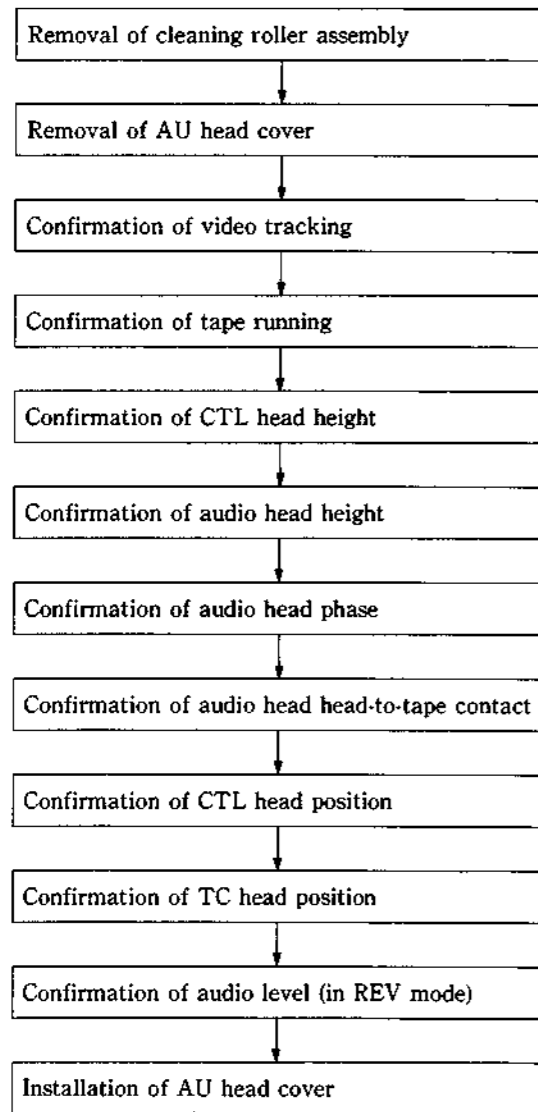 Removal of cleaning roller assembly
Removal of AU head cover
Confirmation of video tracking
Confirmation of tape running
Confirmation of CTL head height
Confirmation of audio head height
Confirmation of audio head phase
Confirmation of audio head head-to-tape contact
Confirmation of CTL head position
Confirmation of TC head position
Confirmation of audio level (in REV mode)
Installation of AU head cover